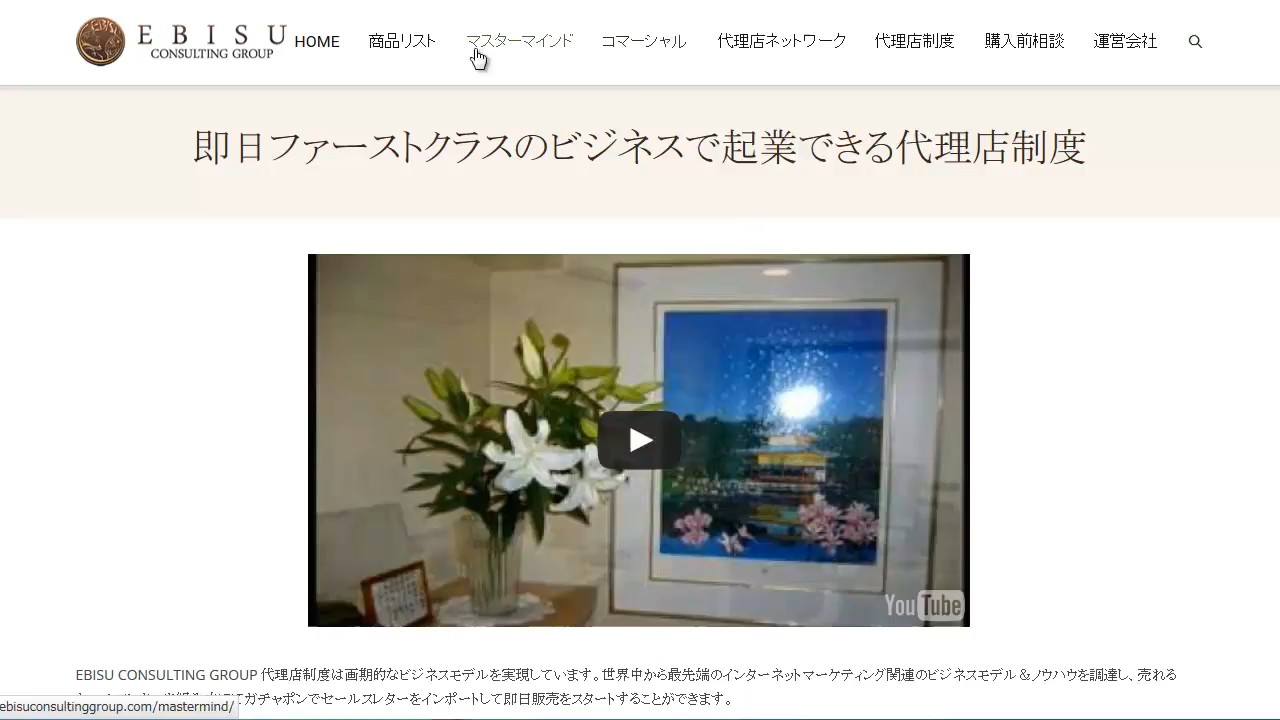 EBISU
CONSULTING GROUP
HOME 商品リスト マスターマインド コマーシャル 代理店ネットワーク 代理店制度 購入前相談 運営会社
即日ファーストクラスのビジネスで起業できる代理店制度
YouTube
EBISU CONSULTING GROUP 代理店制度は画期的なビジネスモデルを実現しています。世界中から最先端のインターネットマーケティング関連のビジネスモデル&ノウハウを調達し、売れる
ガチャポンでセールスレターをインポートして即日販売をスタートすることができます。
ebisuconsultinggroup.com/mastermind/